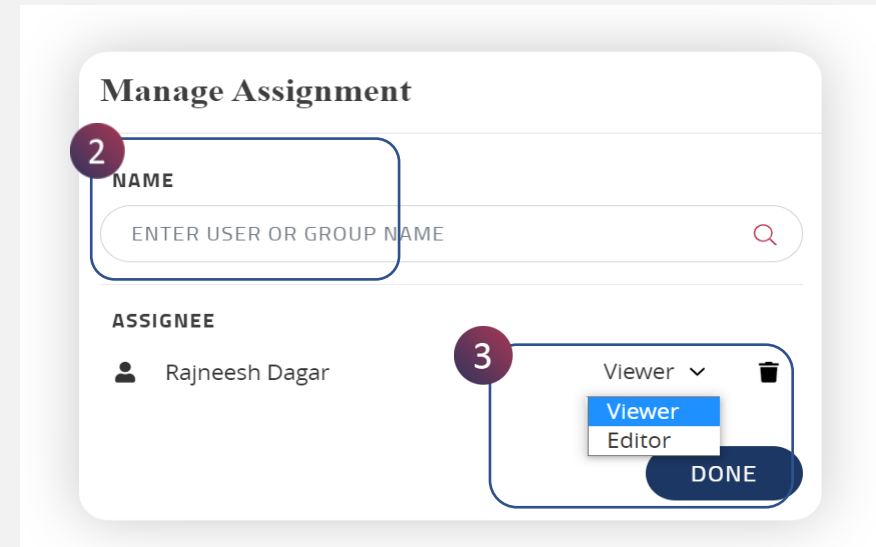 Manage Assignment
2
NAME
ENTER USER OR GROUP NAME
ASSIGNEE
3
Rajneesh Dagar Viewer
Viewer
Editor
DONE